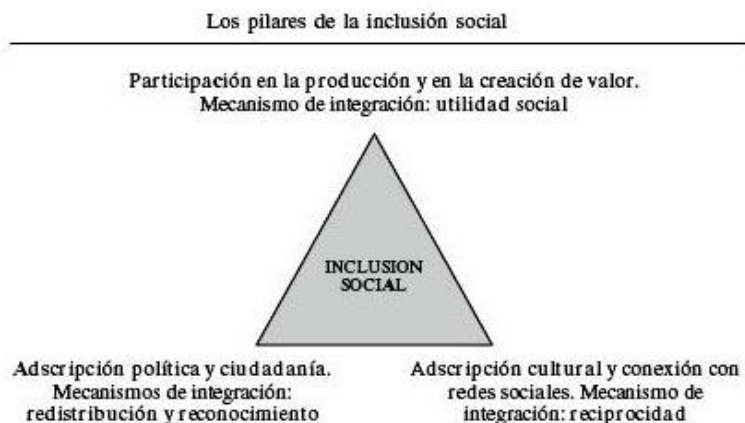 Los pilares de la inclusión social
Participación en la producción y en la creación de valor.
Mecanismo de integración: utilidad social
INCLUSION
SOCIAL
Adscripción política y ciudadanía.
Mecanismos de integración:
redistribución y reconocimiento
Adscripción cultural y conexión con
redes sociales. Mecanismo de
integración: reciprocidad